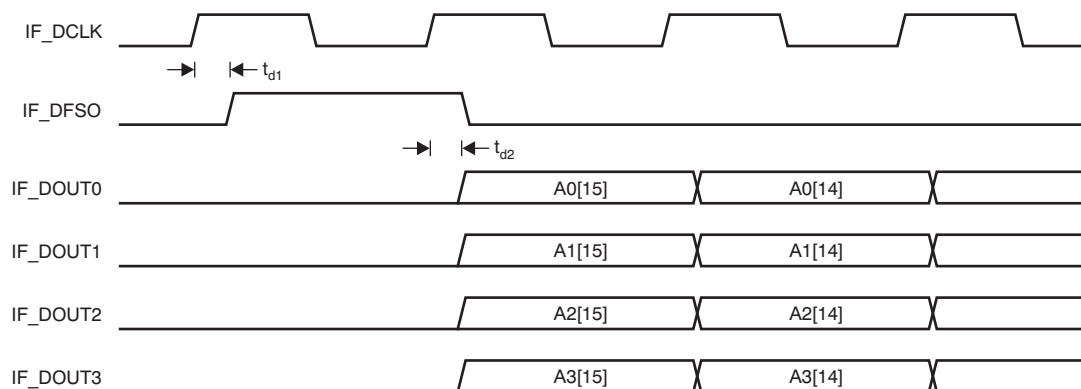 IF_DCLK
t_d1
IF_DFSO
t_d2
IF_DOUT0 A0[15] A0[14]
IF_DOUT1 A1[15] A1[14]
IF_DOUT2 A2[15] A2[14]
IF_DOUT3 A3[15] A3[14]